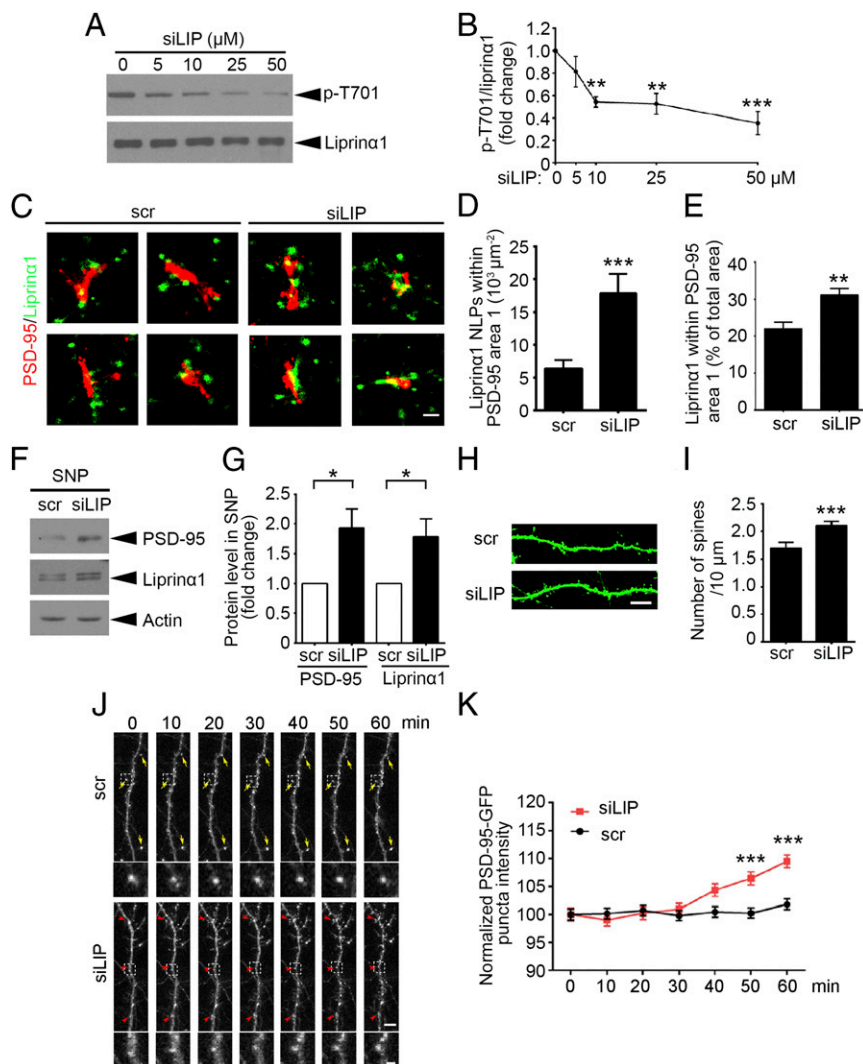 A
siLIP (μM)
0 5 10 25 50
p-T701
Liprinα1
B
p-T701/liprinα1
(fold change)
1.2
1.0
0.8
0.6
0.4
0.2
0
**
**
***
siLIP: 0 5 10 25 50 μM
C
scr siLIP
PSD-95/Liprinα1
D
Liprinα1 NLPs within
PSD-95 area 1 (10³ μm⁻²)
25
20
15
10
5
0
***
scr siLIP
E
Liprinα1 within PSD-95
area 1 (% of total area)
40
30
20
10
0
**
scr siLIP
F
SNP
scr siLIP
PSD-95
Liprinα1
Actin
G
Protein level in SNP
(fold change)
2.5
2.0
1.5
1.0
0.5
0
* *
scr siLIP scr siLIP
PSD-95 Liprinα1
H
scr
siLIP
I
Number of spines
/10 μm
2.5
2.0
1.5
1.0
0.5
0
***
scr siLIP
J
0 10 20 30 40 50 60 min
scr
siLIP
K
Normalized PSD-95-GFP
puncta intensity
120
115
110
105
100
95
90
siLIP
scr
*** ***
0 10 20 30 40 50 60 min